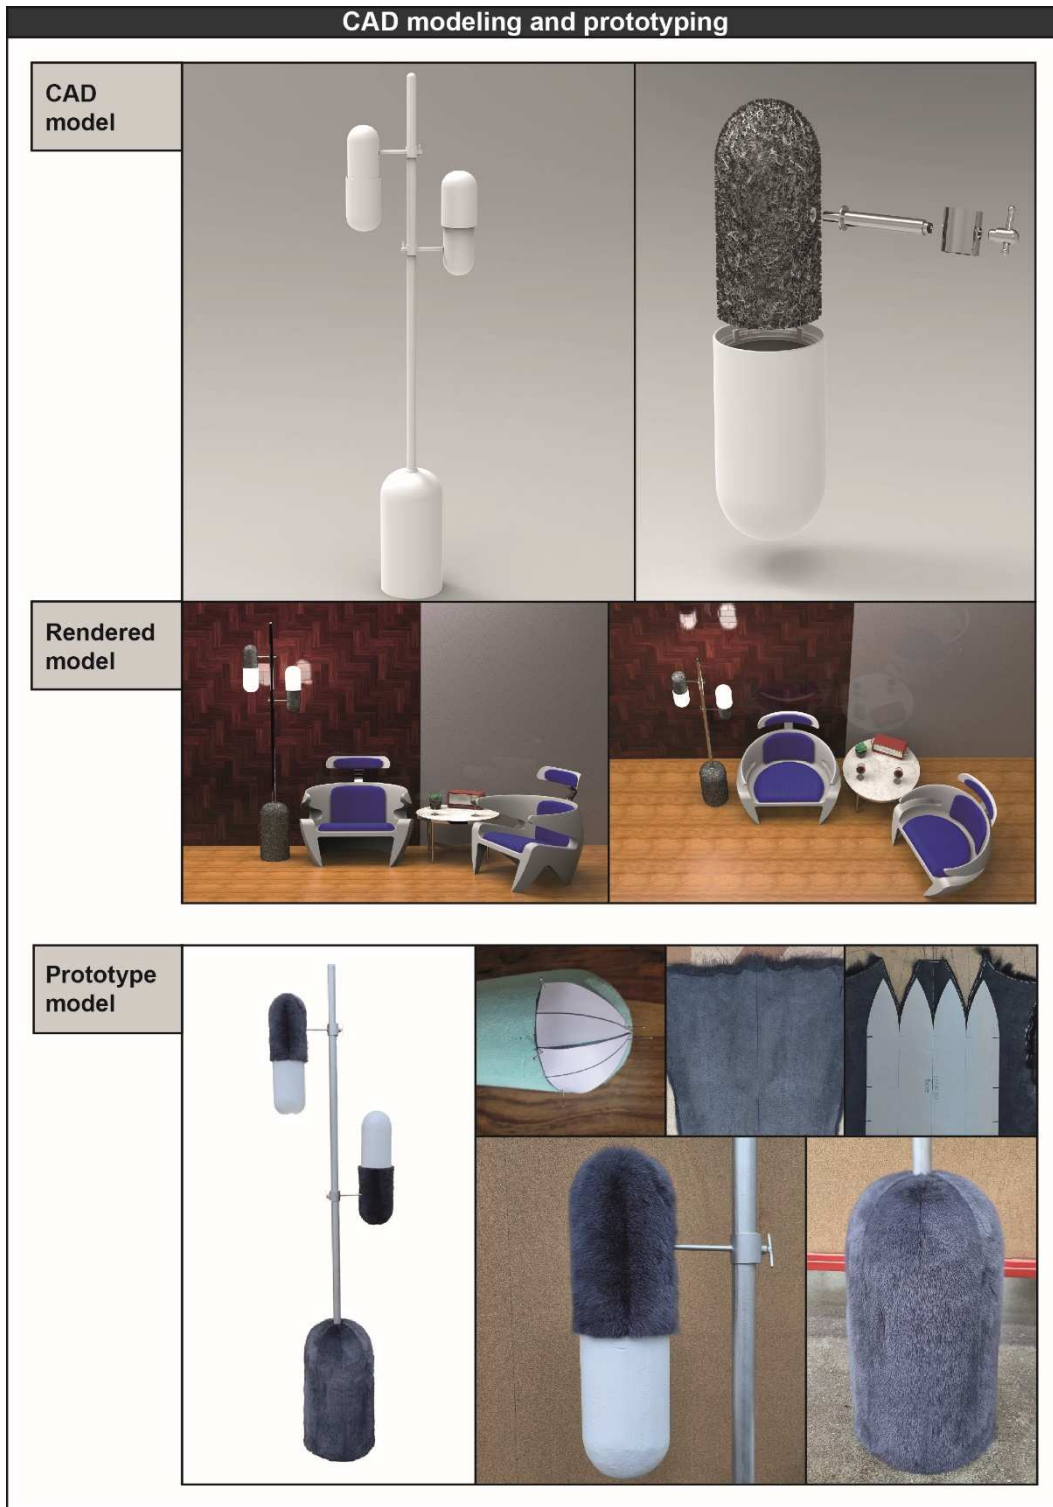 CAD modeling and prototyping
CAD
model
Rendered
model
Prototype
model